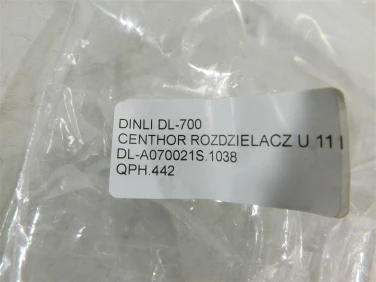 DINLI DL-700
CENTHOR ROZDZIELACZ U 11 I
DL-A070021S.1038
QPH.442